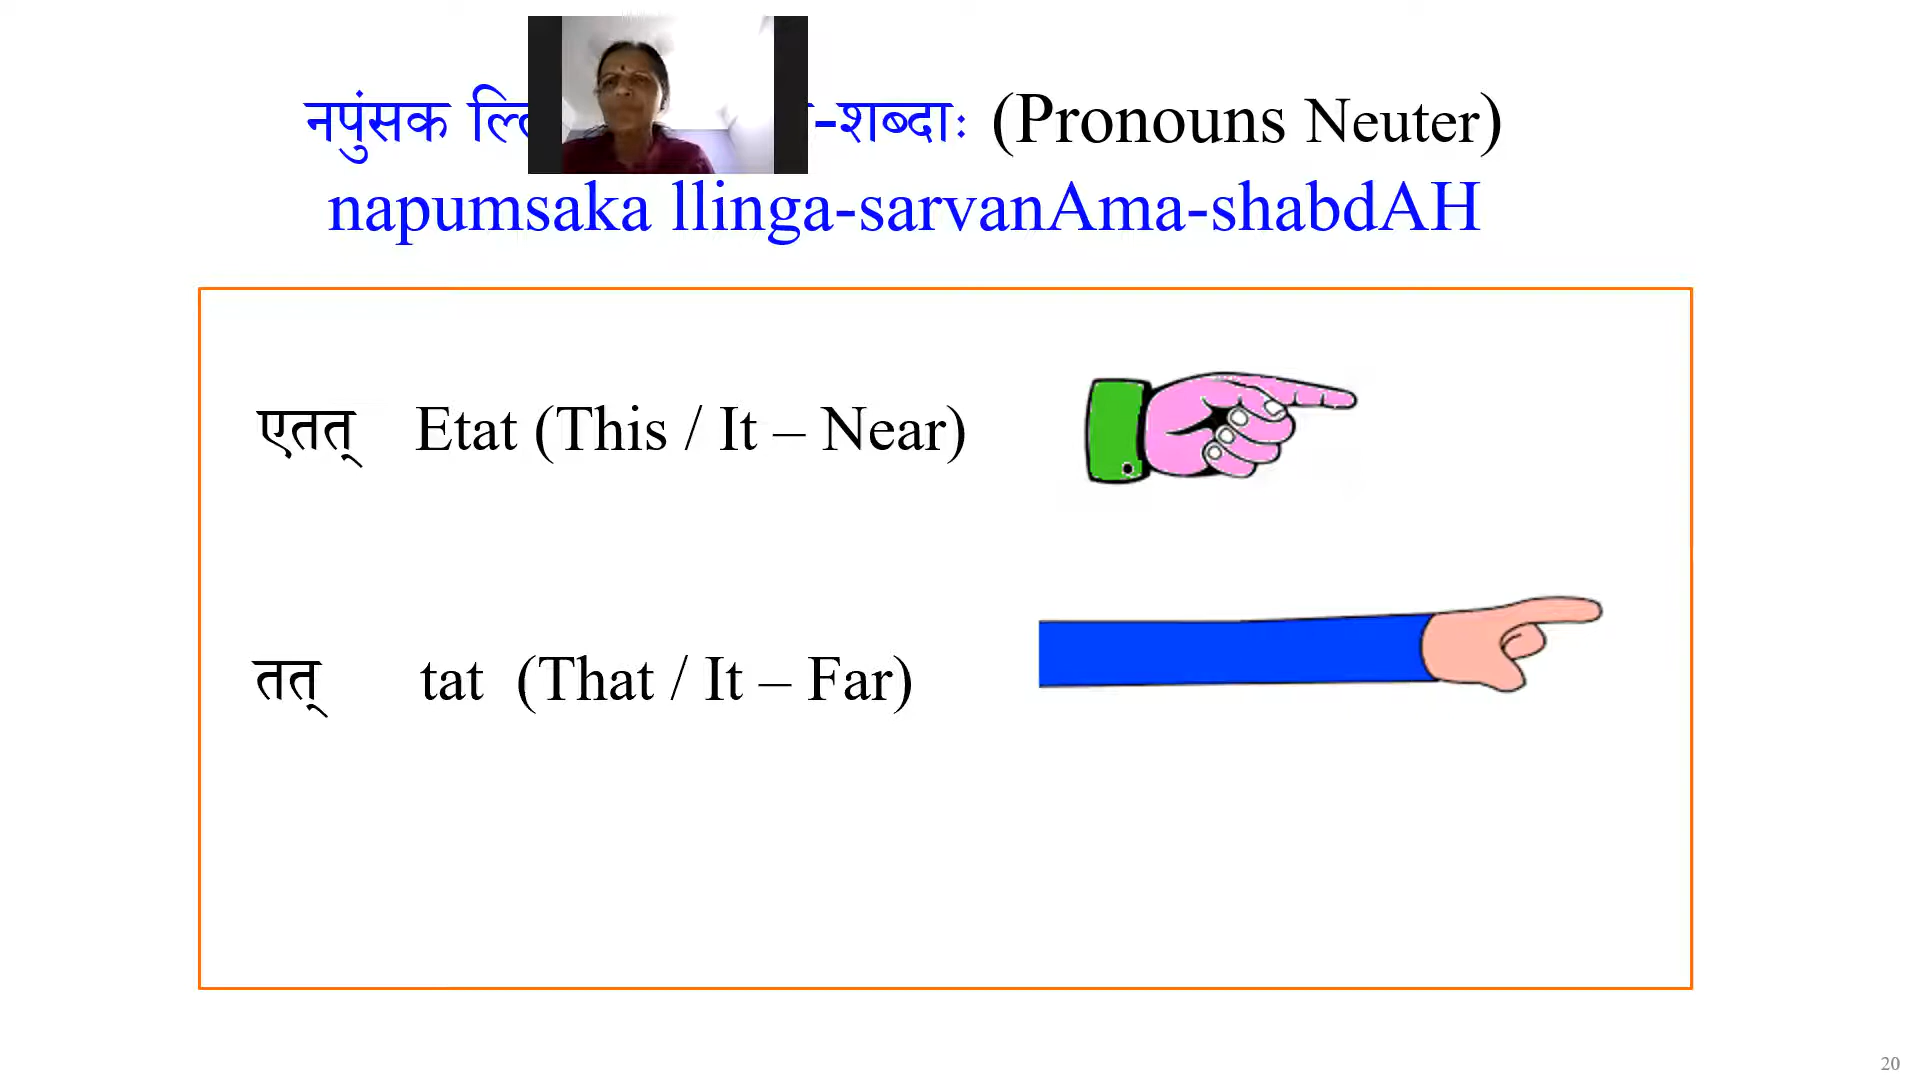 नपुंसक -शब्दाः (Pronouns Neuter)
napumsaka llinga-sarvanAma-shabdAH
एतत् Etat (This / It – Near)
तत् tat (That / It – Far)
20